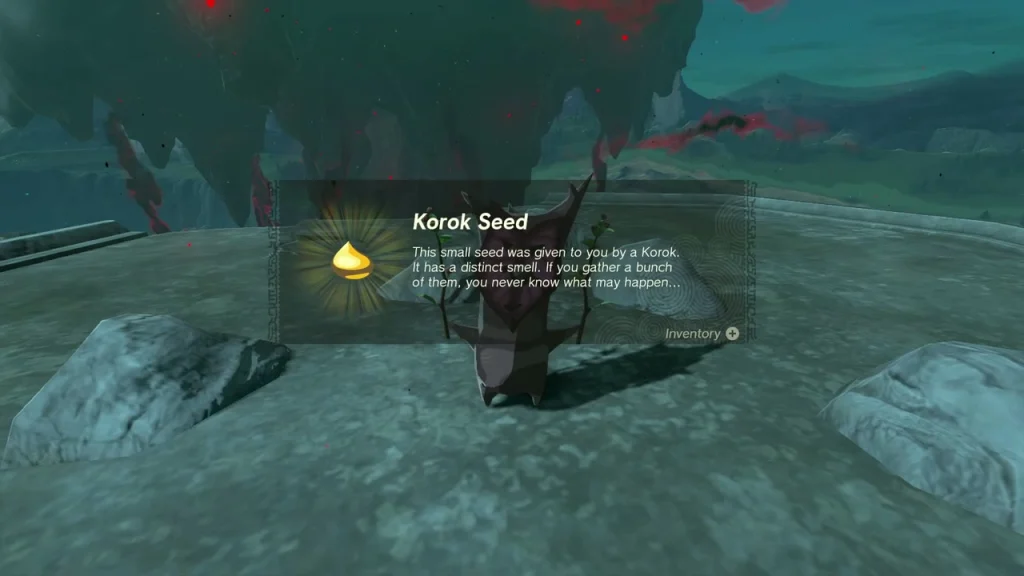 Korok Seed
This small seed was given to you by a Korok.
It has a distinct smell. If you gather a bunch
of them, you never know what may happen...
Inventory